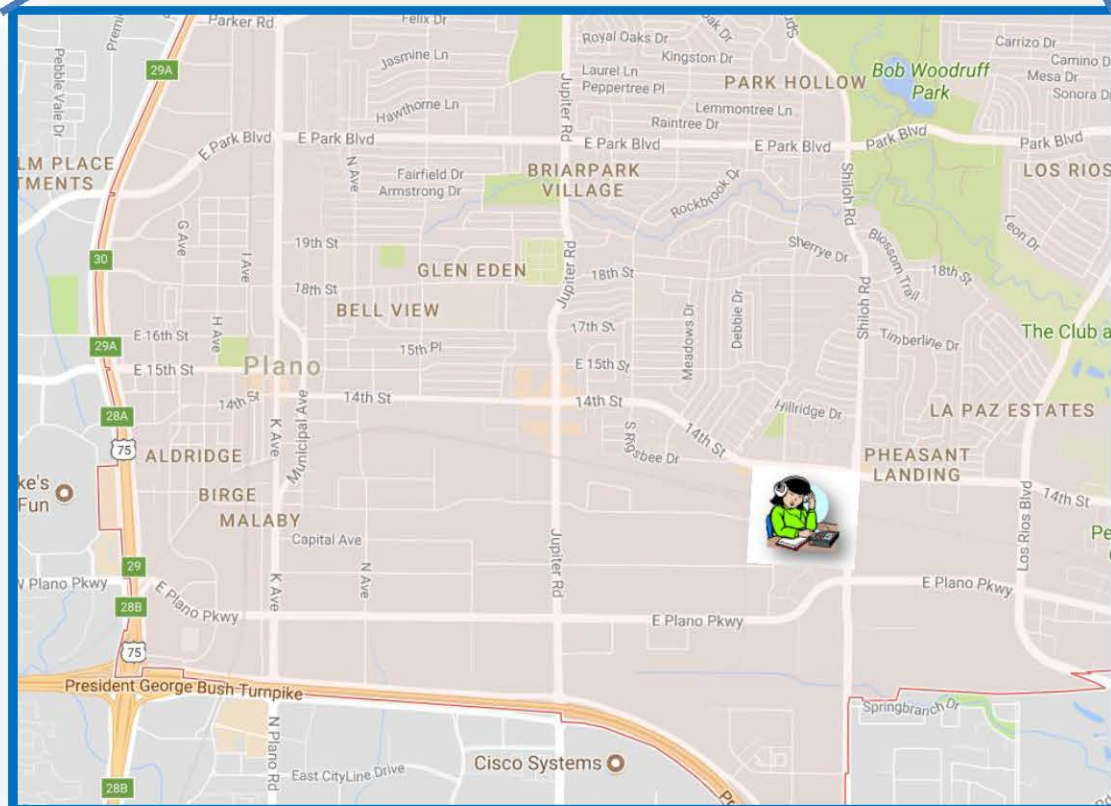 Parker Rd
Felix Dr
Royal Oaks Dr
Kingston Dr
Carrizo Dr
Pebble Vale Dr
29A
Jasmine Ln
Laurel Ln
Peppertree Pl
PARK HOLLOW
Bob Woodruff
Park
Mesa Dr
Hawthorne Ln
Jupiter Rd
Lemmontree Ln
Raintree Dr
E Park Blvd
E Park Blvd
E Park Blvd
E Park Blvd
Park Blvd
Park Blvd
N Ave
Fairfield Dr
Armstrong Dr
BRIARPARK
VILLAGE
Rockbrook Dr
Shiloh Rd
LOS RIOS
G Ave
I Ave
19th St
Sherrye Dr
Blossom Trail
Leon Dr
30
GLEN EDEN
Jupiter Rd
18th St
18th St
18th St
BELL VIEW
Meadows Dr
Debbie Dr
Shiloh Rd
E 16th St
H Ave
17th St
Timberline Dr
The Club
29A
15th Pl
E 15th St
Plano
E 15th St
14th St
14th St
14th St
Hillridge Dr
LA PAZ ESTATES
28A
K Ave
Municipal Ave
S Rigsbee Dr
14th St
75
ALDRIDGE
PHEASANT
LANDING
ke's
Fun
BIRGE
MALABY
14th St
Los Rios Blvd
Capital Ave
Jupiter Rd
29
W Plano Pkwy
E Plano Pkwy
K Ave
N Ave
E Plano Pkwy
28B
E Plano Pkwy
75
President George Bush Turnpike
N Plano Rd
Springbranch Dr
Cisco Systems
East CityLine Drive
28B